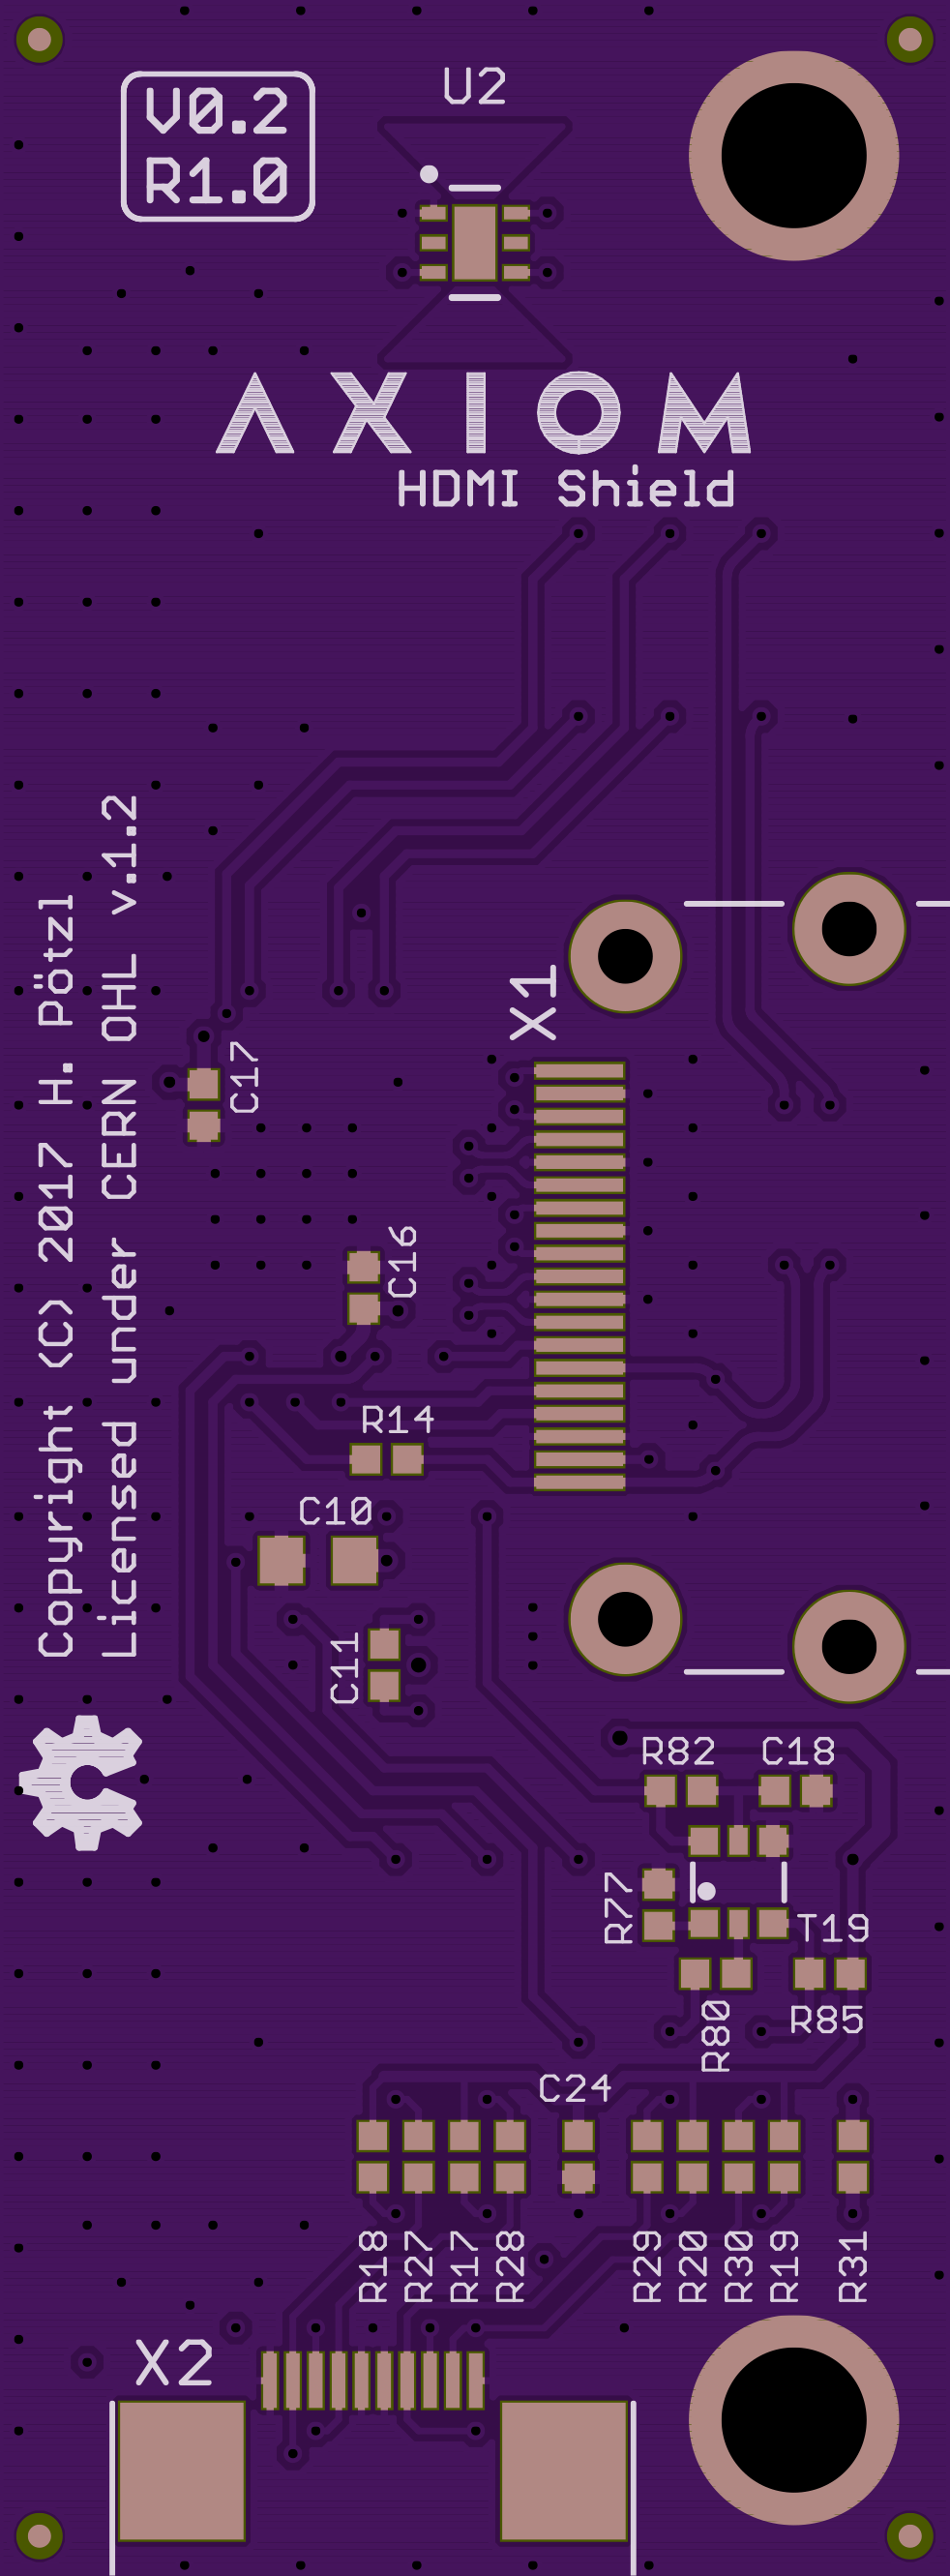 V0.2
R1.0
U2
AXIOM
HDMI Shield
Copyright (C) 2017 H. Pötzl
Licensed under CERN OHL v.1.2
X1
C17
C16
R14
C10
C11
R82
C18
R77
T19
R80
R85
C24
R18
R27
R17
R28
R29
R20
R30
R19
R31
X2